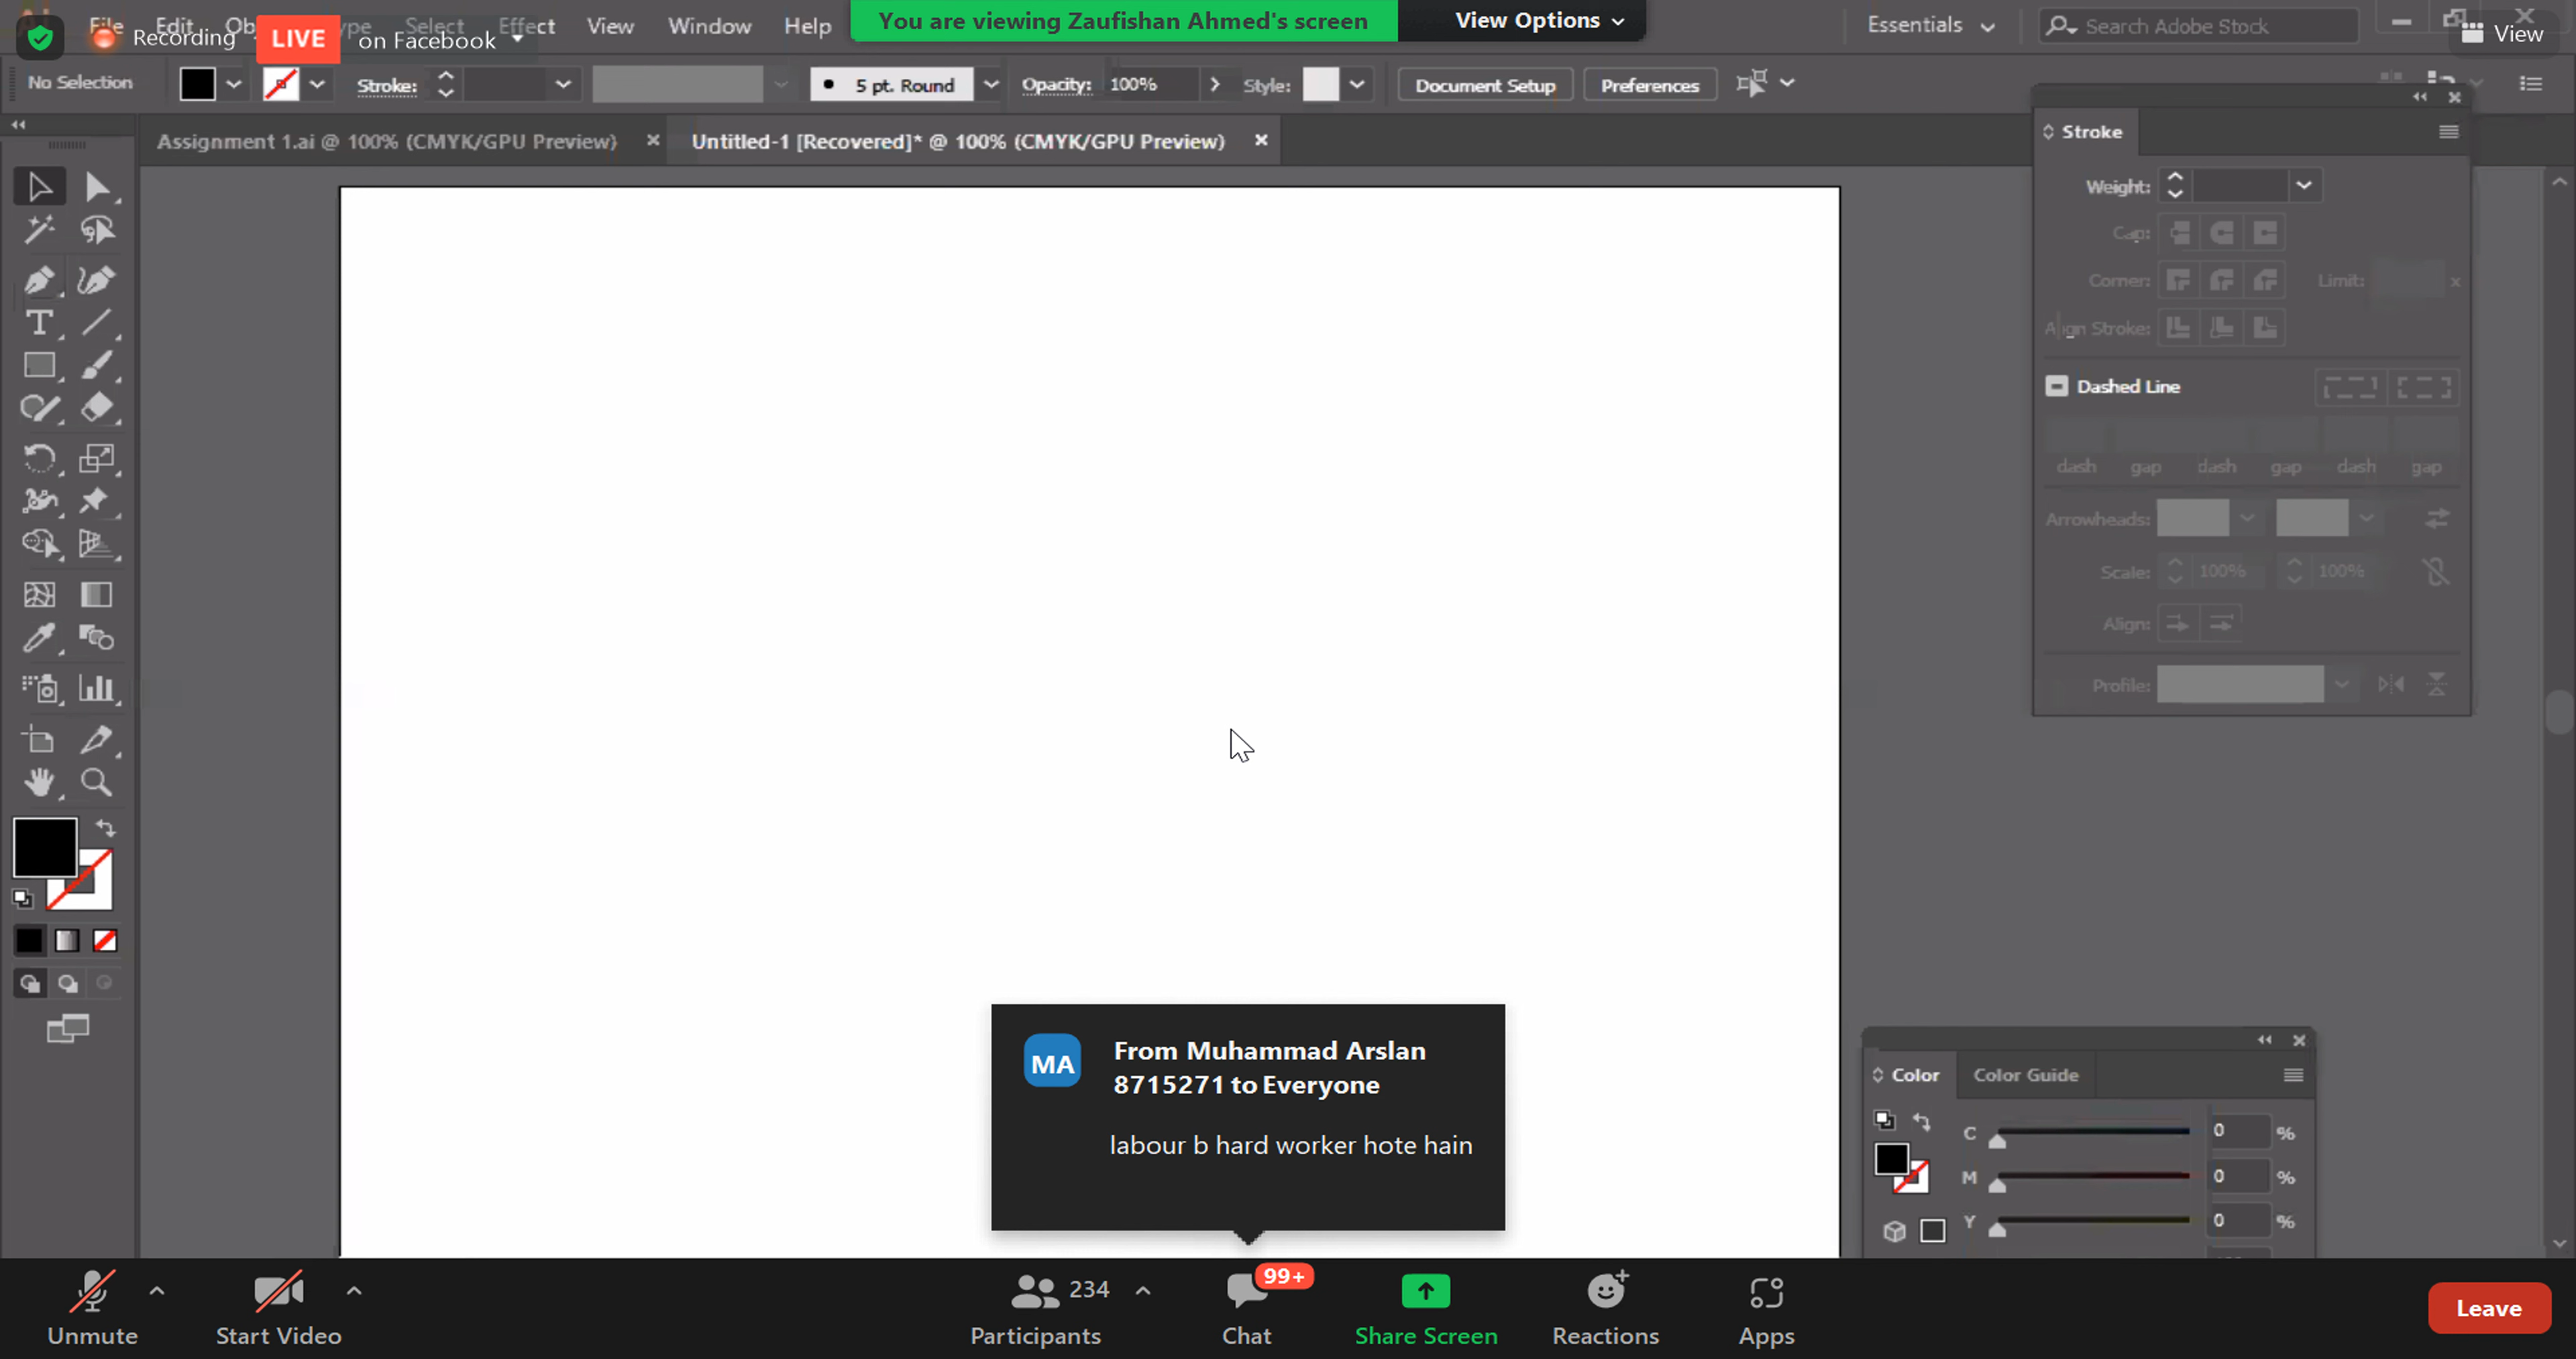 File Edit Type Select Effect View Window Help
Recording LIVE on Facebook
You are viewing Zaufishan Ahmed's screen View Options
Essentials Search Adobe Stock
View
No Selection Stroke: 5 pt. Round Opacity: 100% Style: Document Setup Preferences
Assignment 1.ai @ 100% (CMYK/GPU Preview) Untitled-1 [Recovered]* @ 100% (CMYK/GPU Preview)
Stroke
Weight:
Cap:
Corner: Limit: x
Align Stroke:
Dashed Line
dash gap dash gap dash gap
Arrowheads:
Scale: 100% 100%
Align:
Profile:
MA From Muhammad Arslan
8715271 to Everyone
labour b hard worker hote hain
Color Color Guide
C 0 %
M 0 %
Y 0 %
Unmute Start Video
234 99+
Participants Chat Share Screen Reactions Apps
Leave